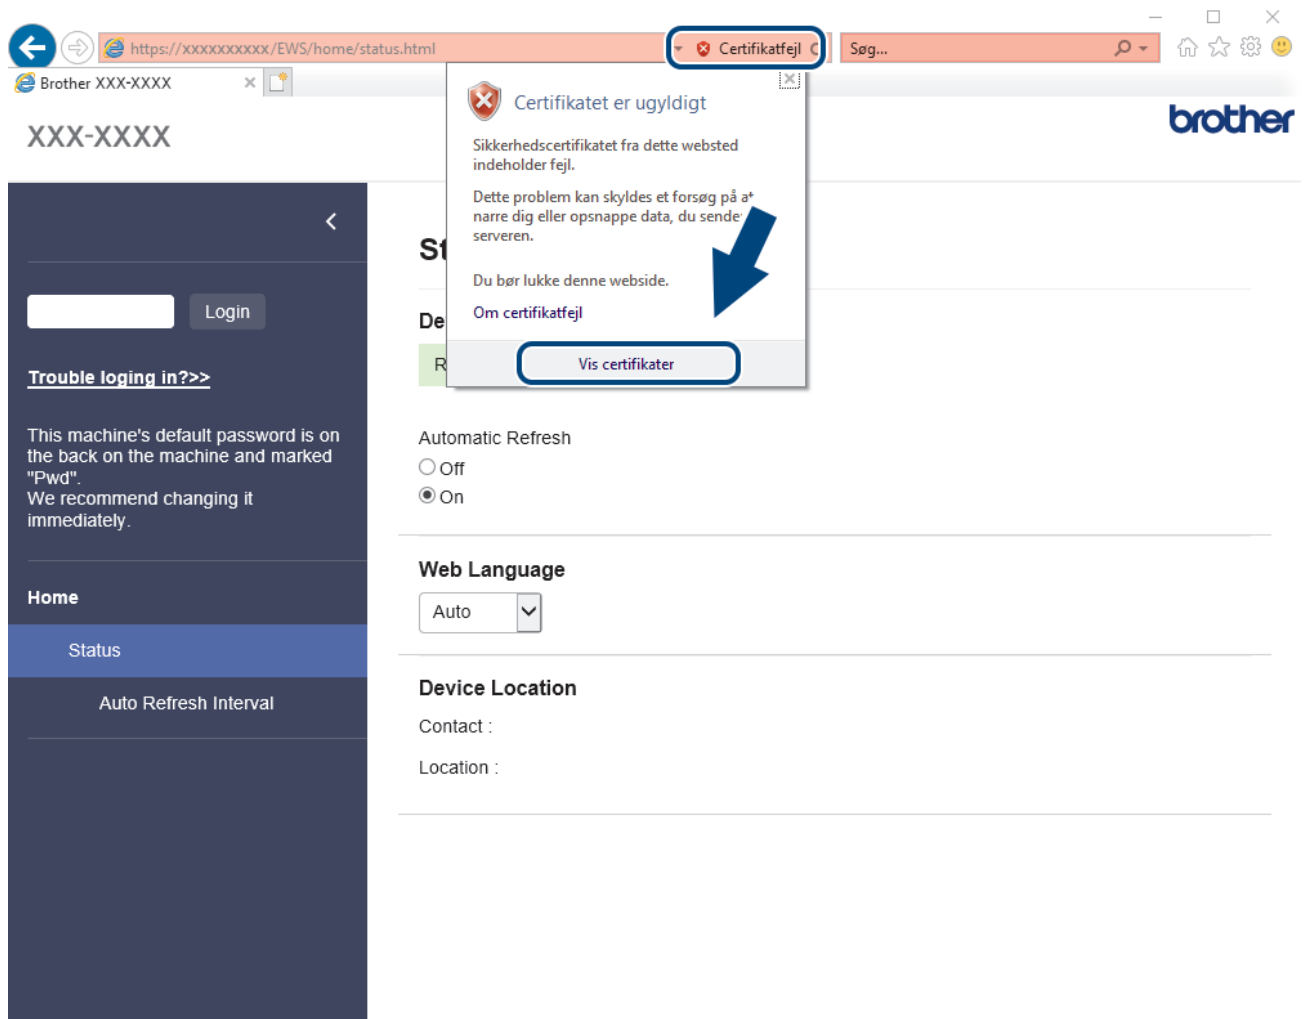 https://xxxxxxxxxx/EWS/home/status.html
Certifikatfejl
Søg...
Brother XXX-XXXX
XXX-XXXX
brother
Certifikatet er ugyldigt
Sikkerhedscertifikatet fra dette websted
indeholder fejl.
Dette problem kan skyldes et forsøg på
narre dig eller opsnappe data, du
serveren.
Du bør lukke denne webside.
Om certifikatfejl
Vis certifikater
Login
Trouble loging in?>>
This machine's default password is on
the back on the machine and marked
"Pwd".
We recommend changing it
immediately.
Home
Status
Auto Refresh Interval
Automatic Refresh
Off
On
Web Language
Auto
Device Location
Contact :
Location :